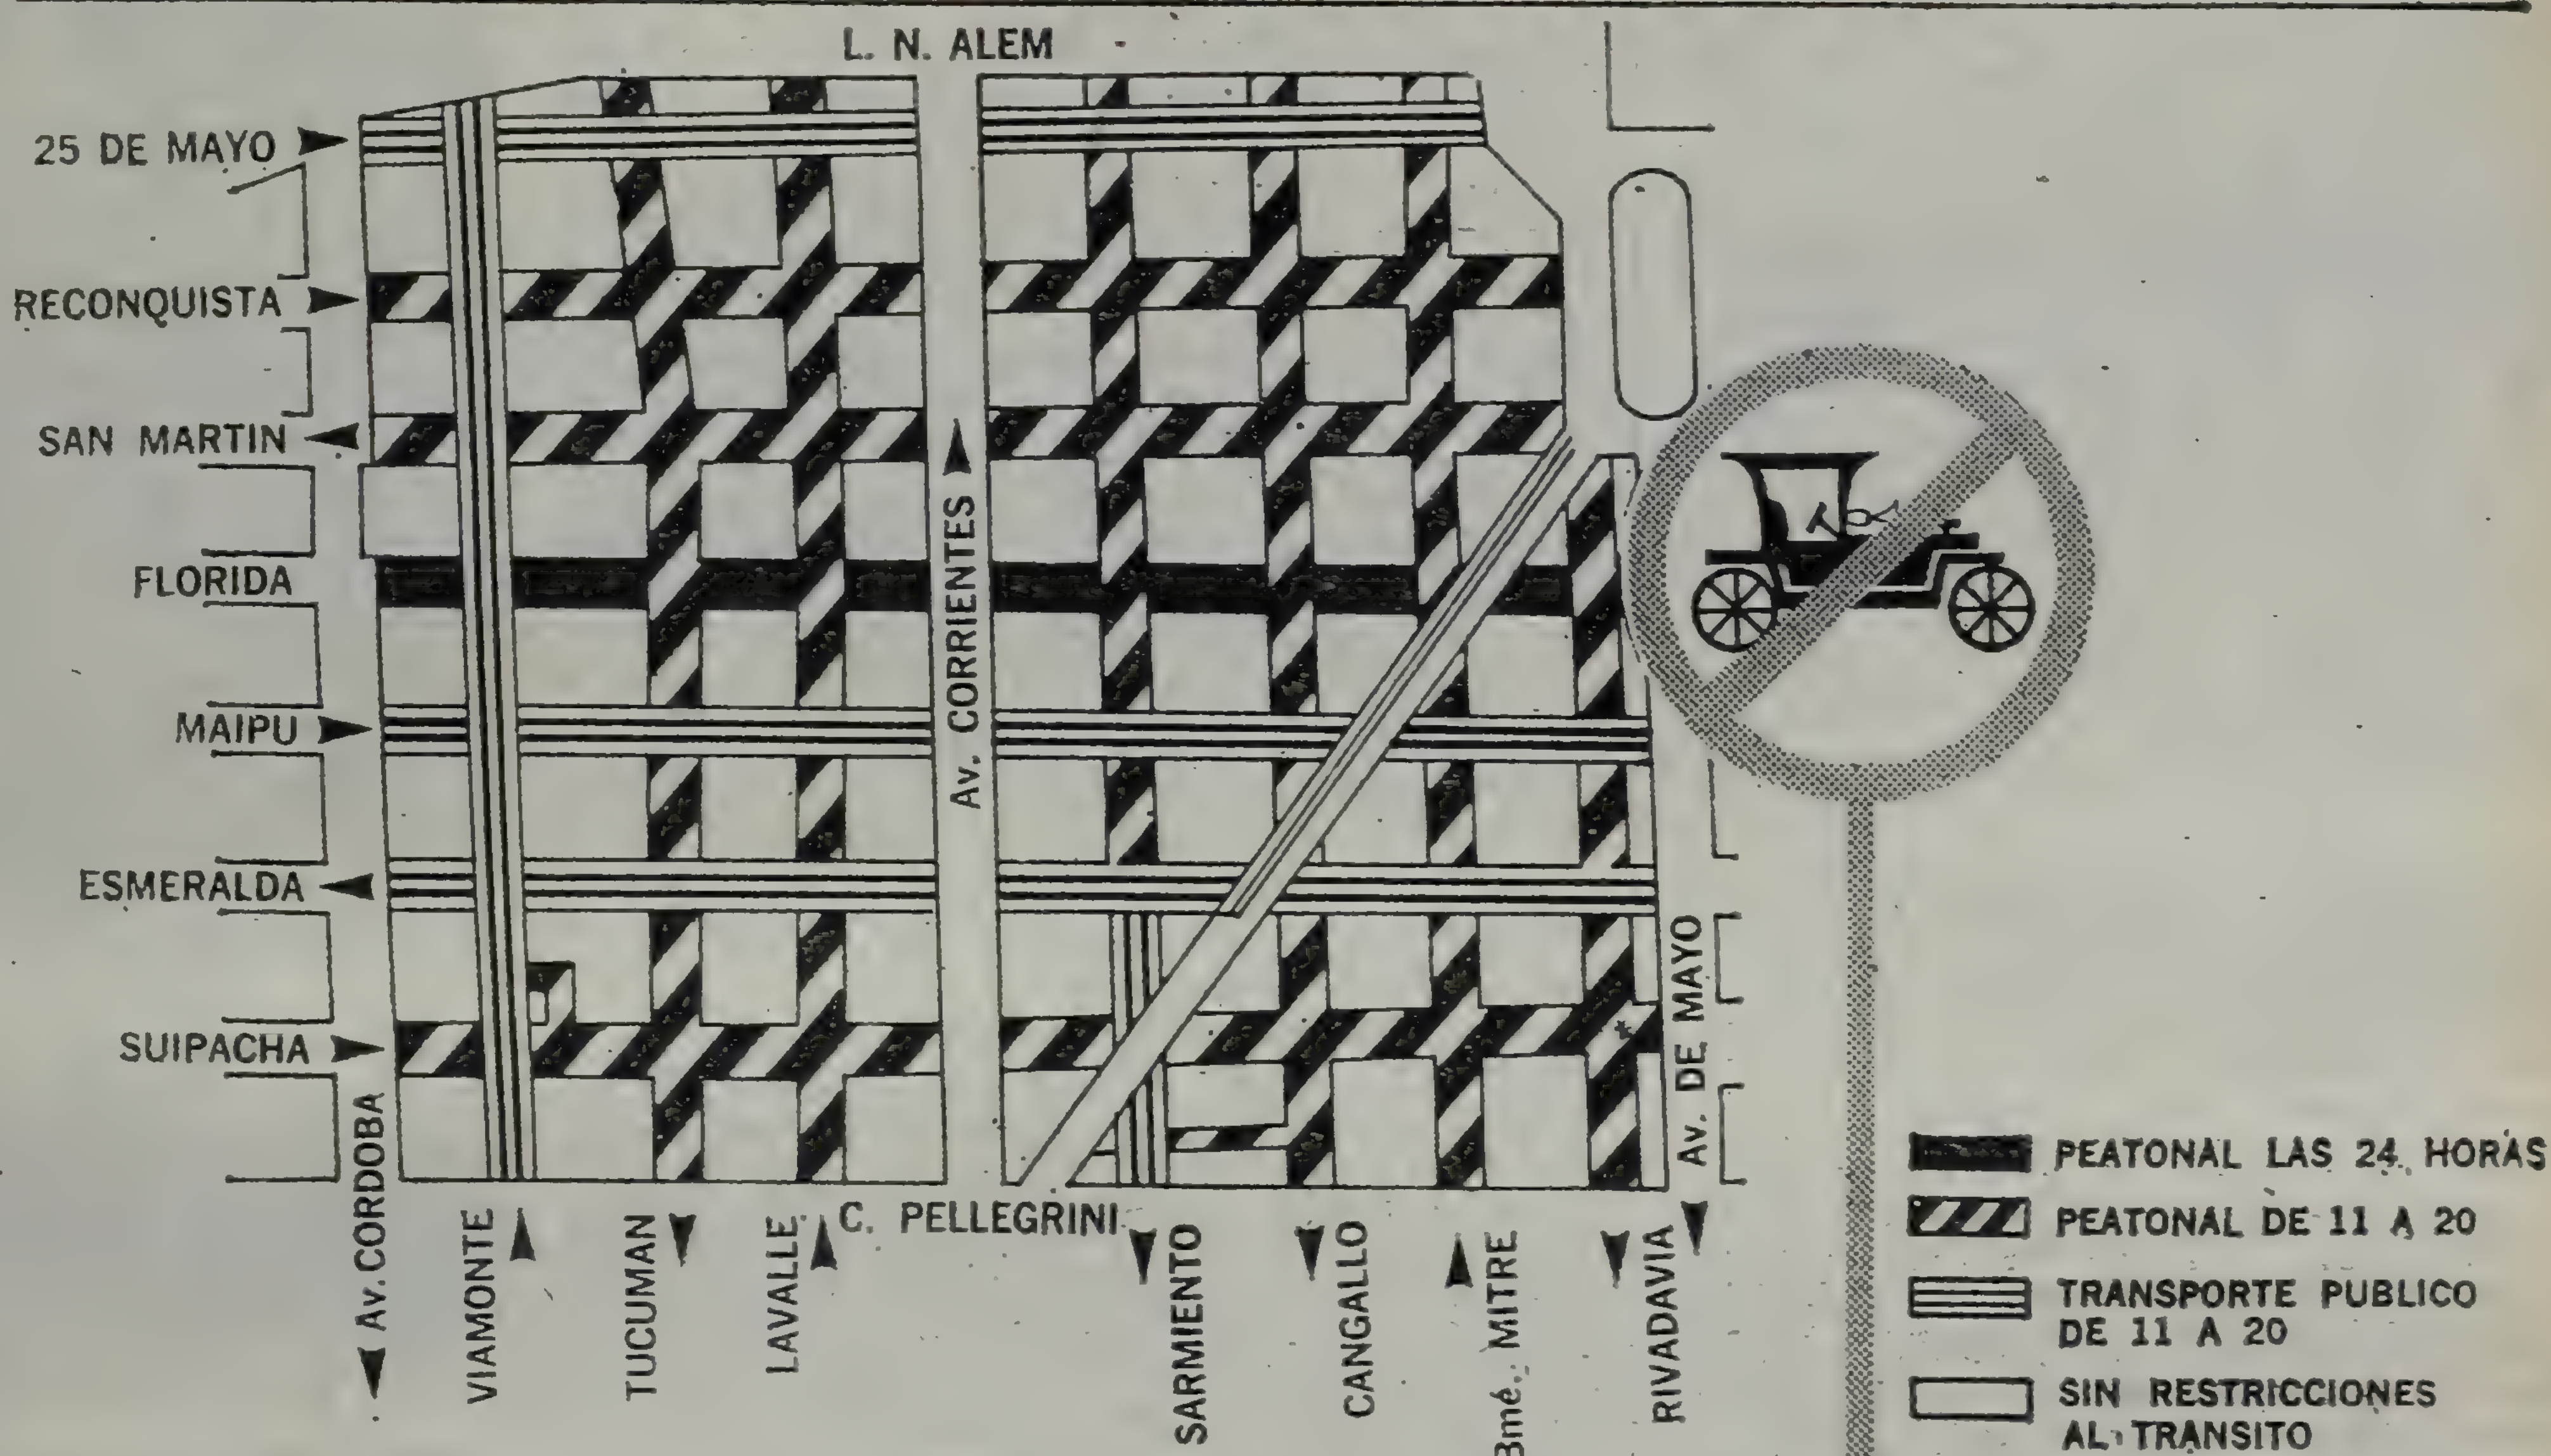 L. N. ALEM
25 DE MAYO
RECONQUISTA
SAN MARTIN
FLORIDA
MAIPU
ESMERALDA
SUIPACHA
Av. CORDOBA
VIAMONTE
TUCUMAN
LAVALLE
C. PELLEGRINI
Av. CORRIENTES
SARMIENTO
CANGALLO
Bmé. MITRE
RIVADAVIA
Av. DE MAYO
PEATONAL LAS 24 HORAS
PEATONAL DE 11 A 20
TRANSPORTE PUBLICO
DE 11 A 20
SIN RESTRICCIONES
AL TRANSITO